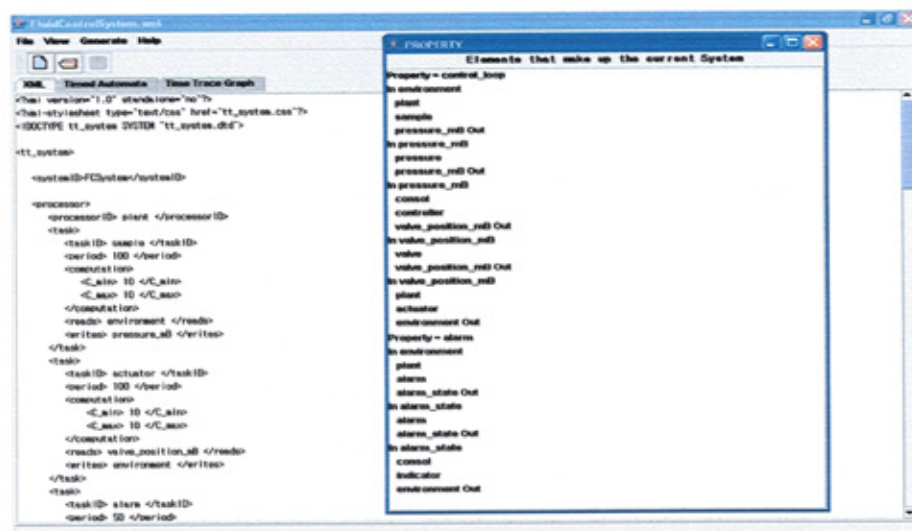 FluidControlSystem.xml
File View Generate Help
XML Timed Automata Time Trace Graph
<?xml version="1.0" standalone="no"?>
<?xml-stylesheet type="text/css" href="tt_system.css"?>
<!DOCTYPE tt_system SYSTEM "tt_system.dtd">
<tt_system>
<systemID>FCSystem</systemID>
<processor>
<processorID> plant </processorID>
<task>
<taskID> sample </taskID>
<period> 100 </period>
<computation>
<C_min> 10 </C_min>
<C_max> 10 </C_max>
</computation>
<reads> environment </reads>
<writes> pressure_mB </writes>
</task>
<task>
<taskID> actuator </taskID>
<period> 100 </period>
<computation>
<C_min> 10 </C_min>
<C_max> 10 </C_max>
</computation>
<reads> valve_position_mB </reads>
<writes> environment </writes>
</task>
<task>
<taskID> alarm </taskID>
<period> 50 </period>
PROPERTY
Elements that make up the current System
Property = control_loop
In environment
plant
sample
pressure_mB Out
In pressure_mB
pressure
pressure_mB Out
In pressure_mB
consol
controller
valve_position_mB Out
In valve_position_mB
valve
valve_position_mB Out
In valve_position_mB
plant
actuator
environment Out
Property = alarm
In environment
plant
alarm
alarm_state Out
In alarm_state
alarm
alarm_state Out
In alarm_state
consol
indicator
environment Out